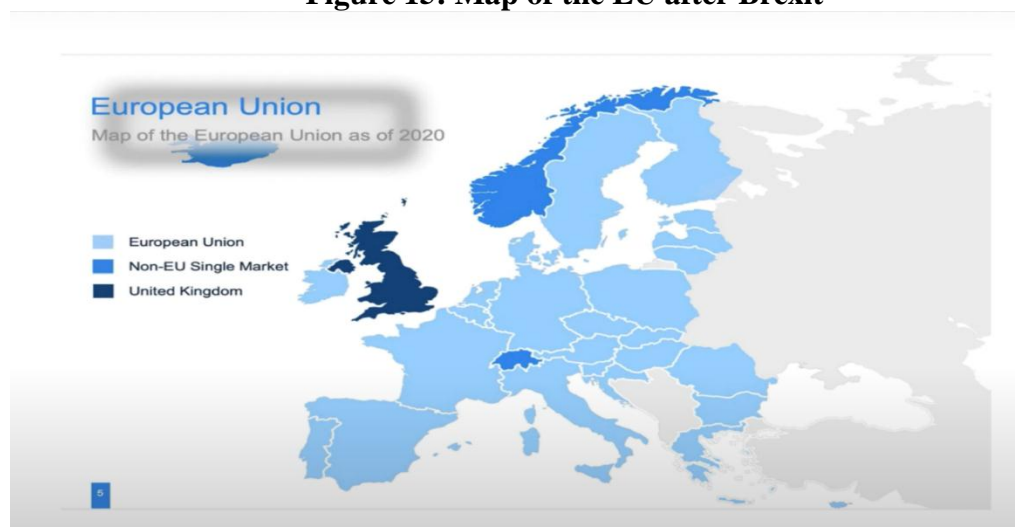 Figure 15: Map of the EU after Brexit
European Union
Map of the European Union as of 2020
European Union
Non-EU Single Market
United Kingdom
5